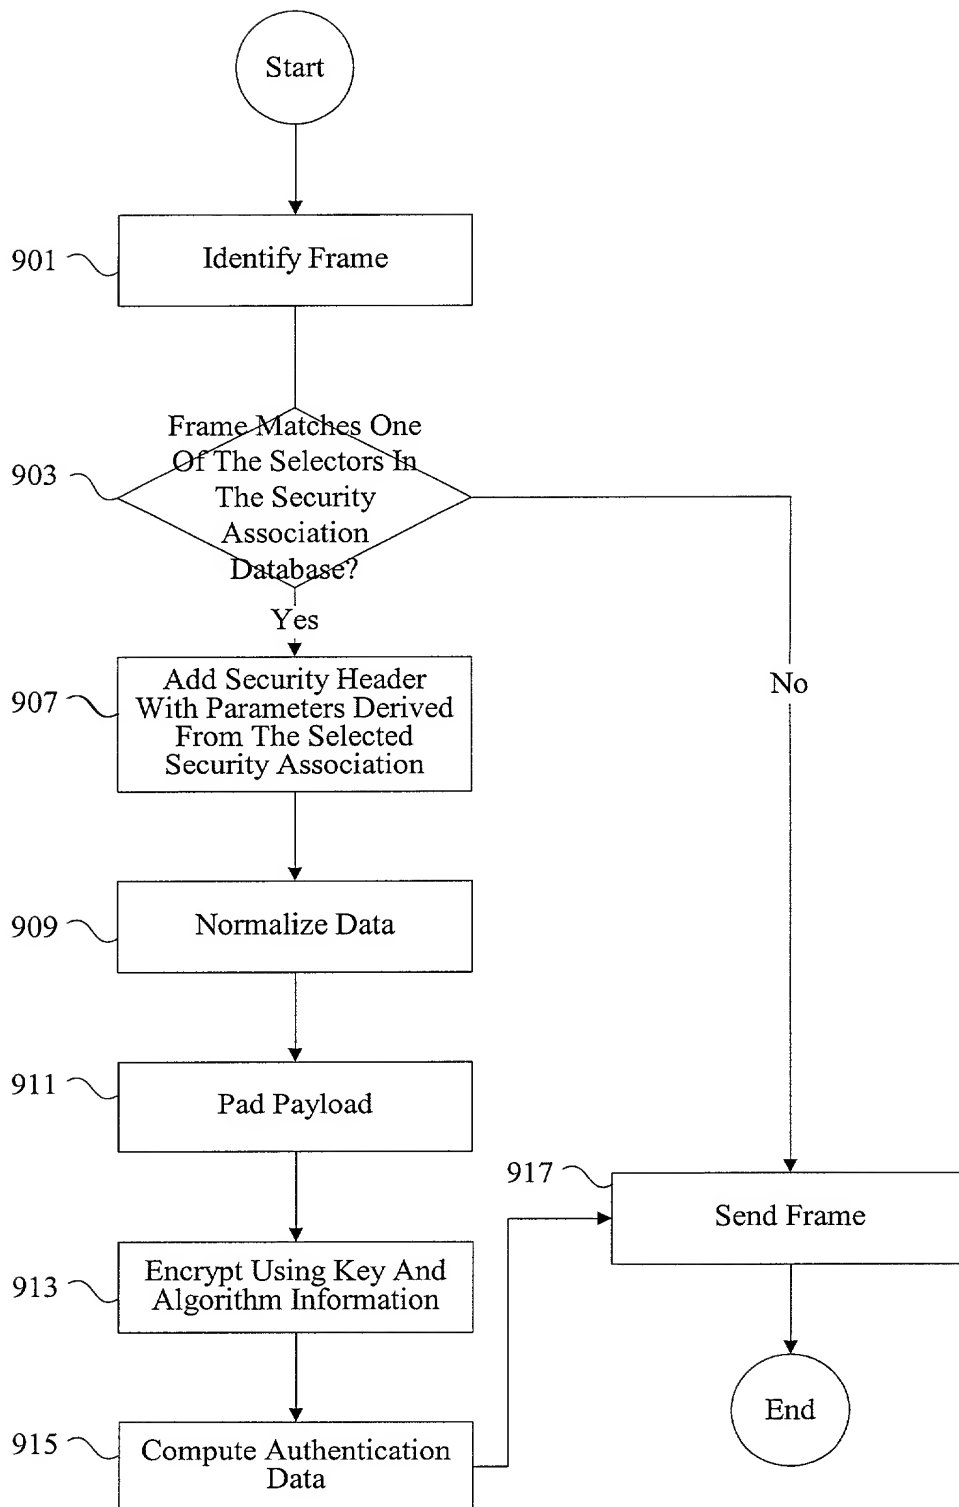 Start
901
Identify Frame
903
Frame Matches One
Of The Selectors In
The Security
Association
Database?
Yes
No
907
Add Security Header
With Parameters Derived
From The Selected
Security Association
909
Normalize Data
911
Pad Payload
913
Encrypt Using Key And
Algorithm Information
915
Compute Authentication
Data
917
Send Frame
End